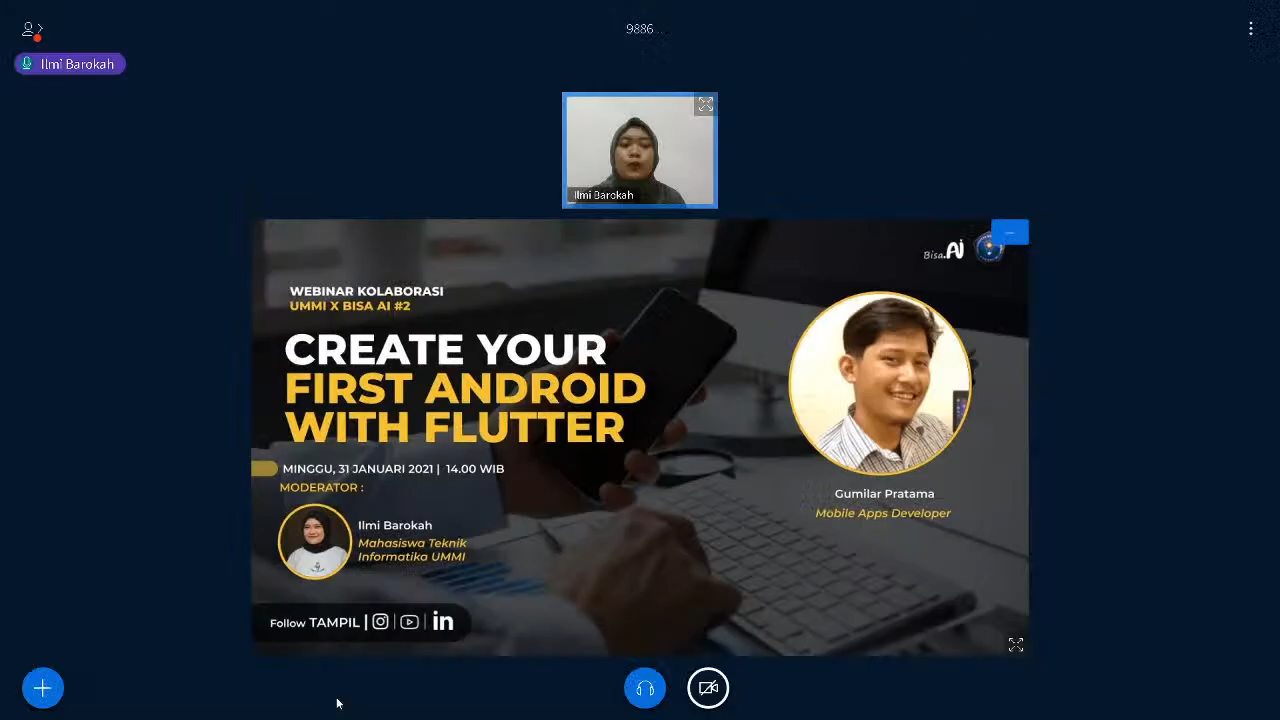 9886...
Ilmi Barokah
Ilmi Barokah
Bisa.AI
WEBINAR KOLABORASI
UMMI X BISA AI #2
CREATE YOUR
FIRST ANDROID
WITH FLUTTER
MINGGU, 31 JANUARI 2021 | 14.00 WIB
MODERATOR :
Ilmi Barokah
Mahasiswa Teknik
Informatika UMMI
Gumilar Pratama
Mobile Apps Developer
Follow TAMPIL